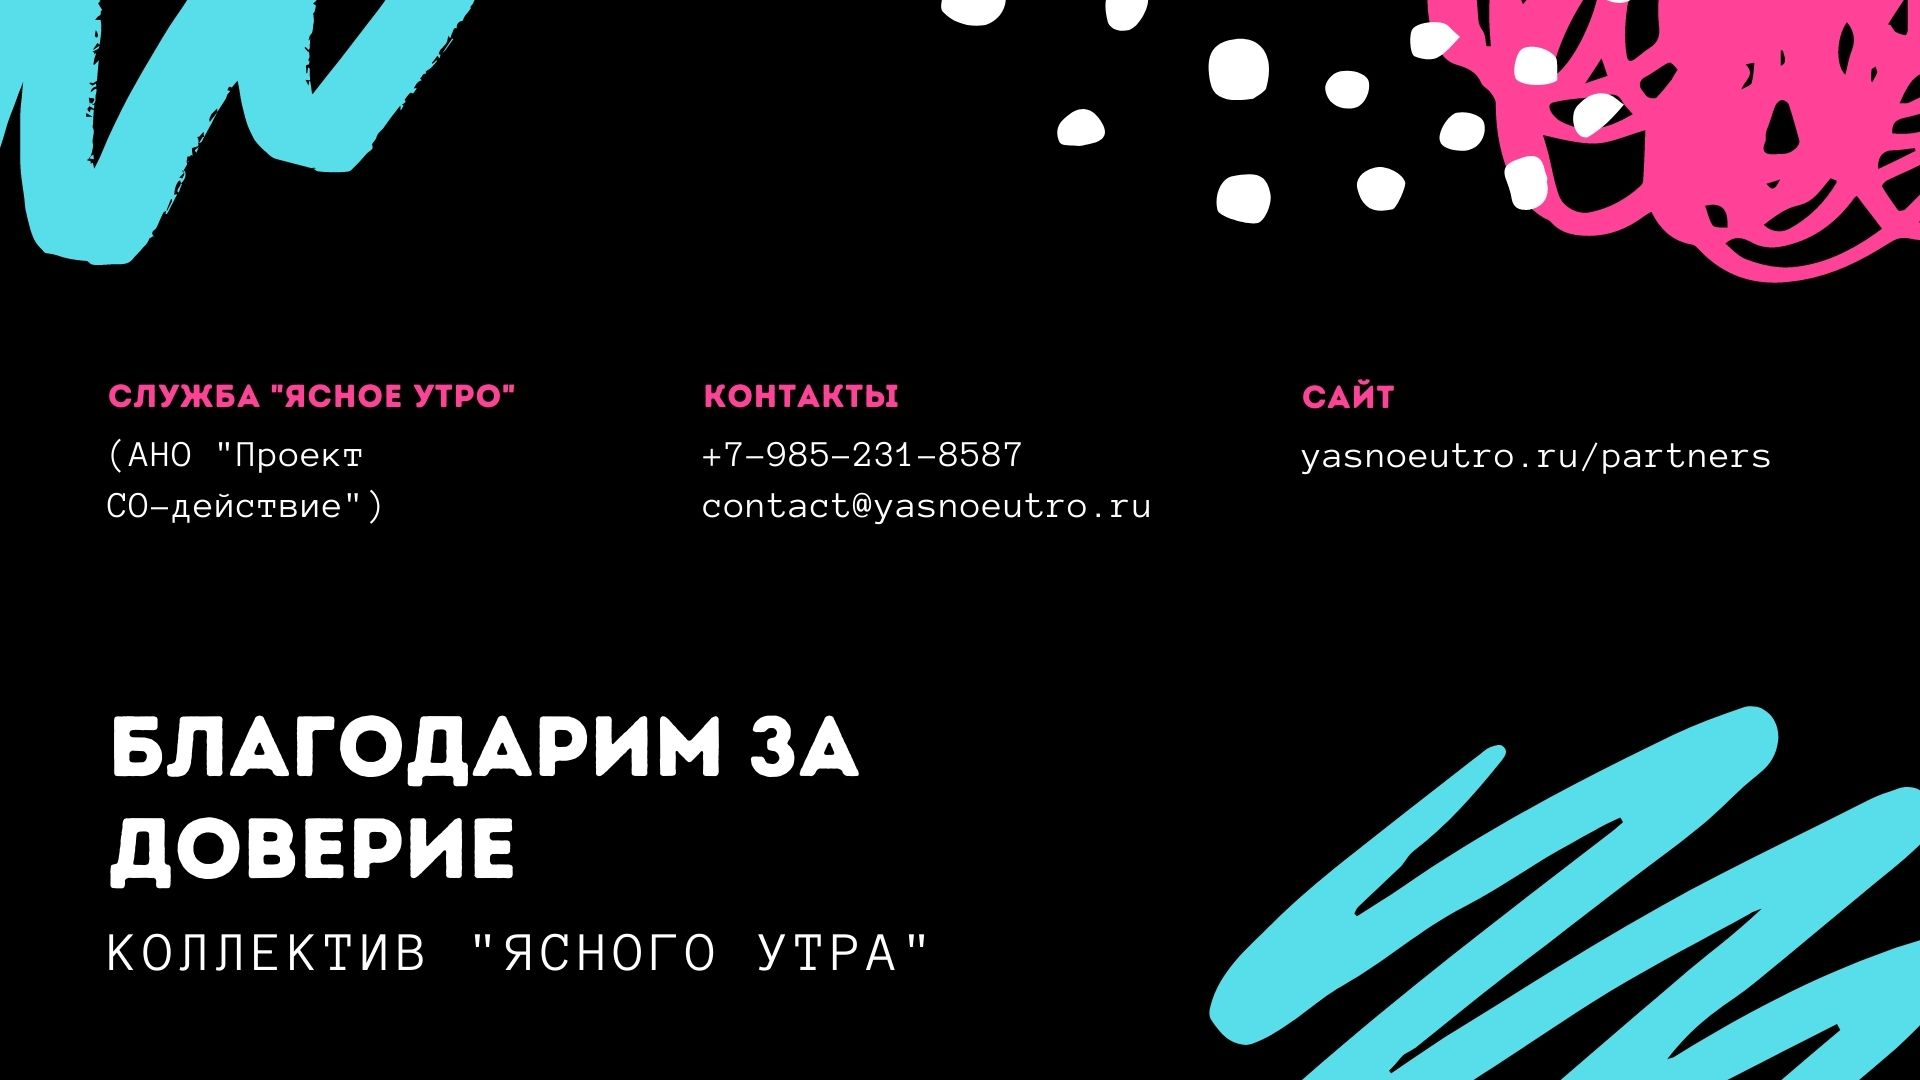 СЛУЖБА "ЯСНОЕ УТРО"
(АНО "Проект
СО-действие")
КОНТАКТЫ
+7-985-231-8587
contact@yasnoeutro.ru
САЙТ
yasnoeutro.ru/partners
БЛАГОДАРИМ ЗА
ДОВЕРИЕ
КОЛЛЕКТИВ "ЯСНОГО УТРА"